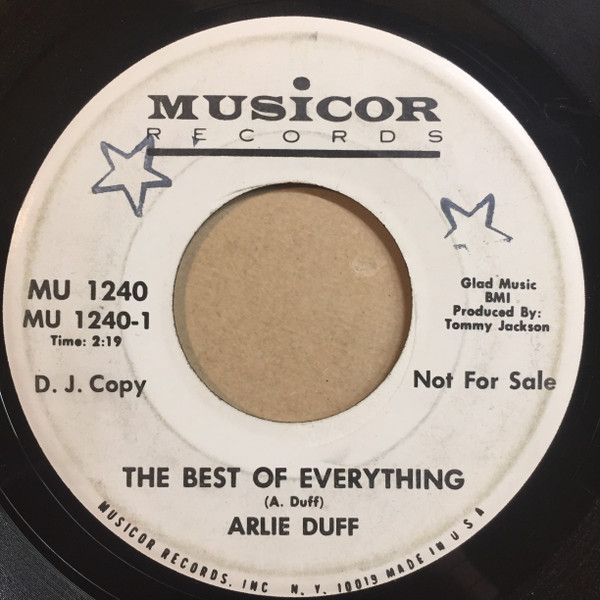 MUSiCOR
RECORDS
MU 1240
MU 1240-1
Time: 2:19
D. J. Copy
Glad Music
BMI
Produced By:
Tommy Jackson
Not For Sale
THE BEST OF EVERYTHING
(A. Duff)
ARLIE DUFF
MUSICOR RECORDS, INC N. Y. 10019 MADE IN U S A